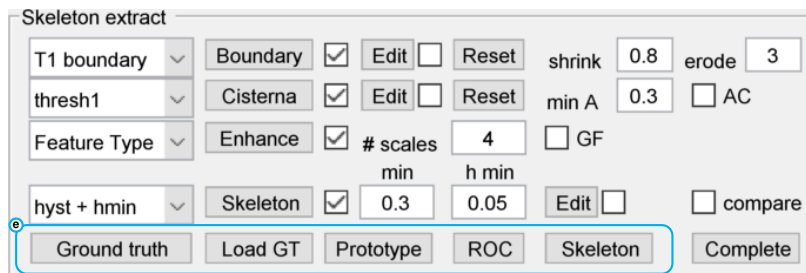 Skeleton extract
T1 boundary Boundary Edit Reset shrink 0.8 erode 3
thresh1 Cisterna Edit Reset min A 0.3 AC
Feature Type Enhance # scales 4 GF
min h min
hyst + hmin Skeleton 0.3 0.05 Edit compare
e
Ground truth Load GT Prototype ROC Skeleton Complete